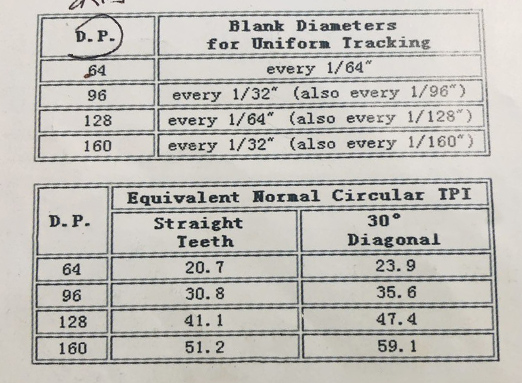 D.P. Blank Diameters
for Uniform Tracking
64 every 1/64"
96 every 1/32" (also every 1/96")
128 every 1/64" (also every 1/128")
160 every 1/32" (also every 1/160")
D.P. Equivalent Normal Circular TPI
Straight Teeth 30° Diagonal
64 20.7 23.9
96 30.8 35.6
128 41.1 47.4
160 51.2 59.1